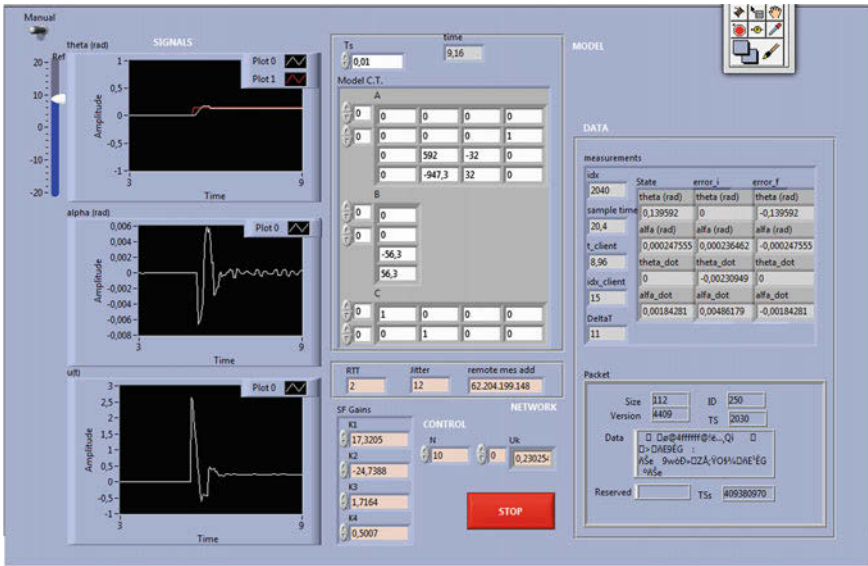 Manual
Ref
20
10
0
-10
-20
SIGNALS
theta (rad)
Plot 0
Plot 1
Amplitude
1
0,5
0
-0,5
-1
3
9
Time
alpha (rad)
Plot 0
Amplitude
0,006
0,004
0,002
0
-0,002
-0,004
-0,006
-0,008
3
9
Time
u(t)
Plot 0
Amplitude
3
2,5
2
1,5
1
0,5
0
-0,5
-1
3
9
Time
Ts
0,01
time
9,16
MODEL
Model C.T.
A
0
0
0 0 0 0
0 0 0 1
0 592 -32 0
0 -947,3 32 0
B
0
0
0
0
-56,3
56,3
C
0
0
1 0 0 0
0 1 0 0
RTT
2
Jitter
12
remote mes add
62.204.199.148
NETWORK
SF Gains
K1
17,3205
K2
-24,7388
K3
1,7164
K4
0,5007
CONTROL
N
10
0
Uk
0,230254
STOP
DATA
measurements
idx
2040
sample time
20,4
t_client
8,96
idx_client
15
DeltaT
11
State error_i error_f
theta (rad) theta (rad) theta (rad)
0,139592 0 -0,139592
alfa (rad) alfa (rad) alfa (rad)
0,000247555 0,000236462 -0,000247555
theta_dot theta_dot theta_dot
0 -0,00230949 0
alfa_dot alfa_dot alfa_dot
0,00184281 0,00486179 -0,00184281
Packet
Size 112
ID 250
Version 4409
TS 2030
Data
Reserved
TSs 409380970